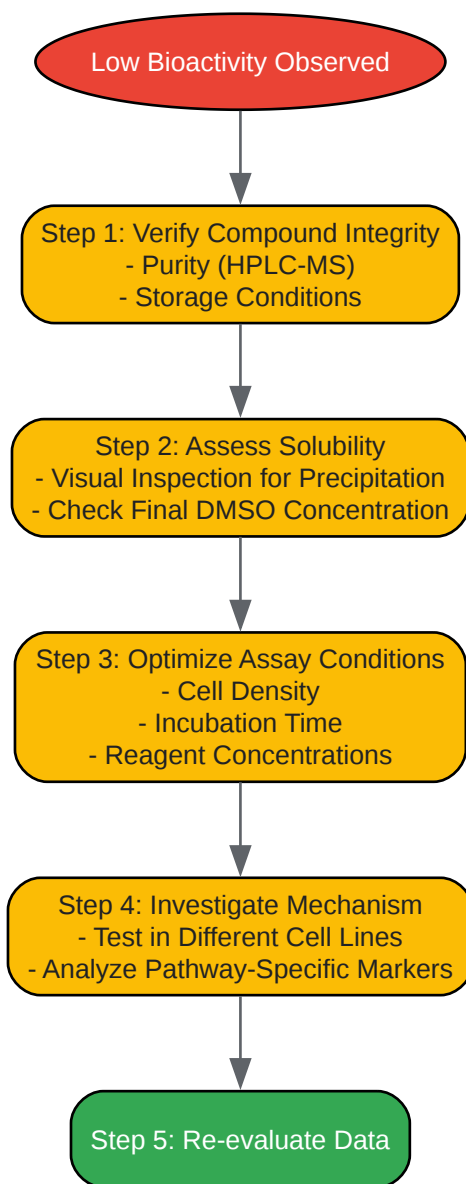 Low Bioactivity Observed
Step 1: Verify Compound Integrity
- Purity (HPLC-MS)
- Storage Conditions
Step 2: Assess Solubility
- Visual Inspection for Precipitation
- Check Final DMSO Concentration
Step 3: Optimize Assay Conditions
- Cell Density
- Incubation Time
- Reagent Concentrations
Step 4: Investigate Mechanism
- Test in Different Cell Lines
- Analyze Pathway-Specific Markers
Step 5: Re-evaluate Data